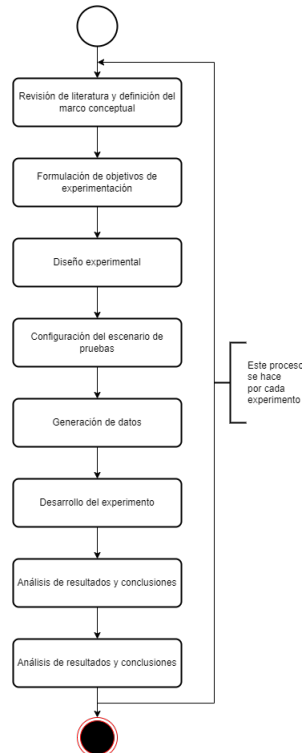 Revisión de literatura y definición del
marco conceptual
Formulación de objetivos de
experimentación
Diseño experimental
Configuración del escenario de
pruebas
Este proceso
se hace
por cada
experimento
Generación de datos
Desarrollo del experimento
Análisis de resultados y conclusiones
Análisis de resultados y conclusiones